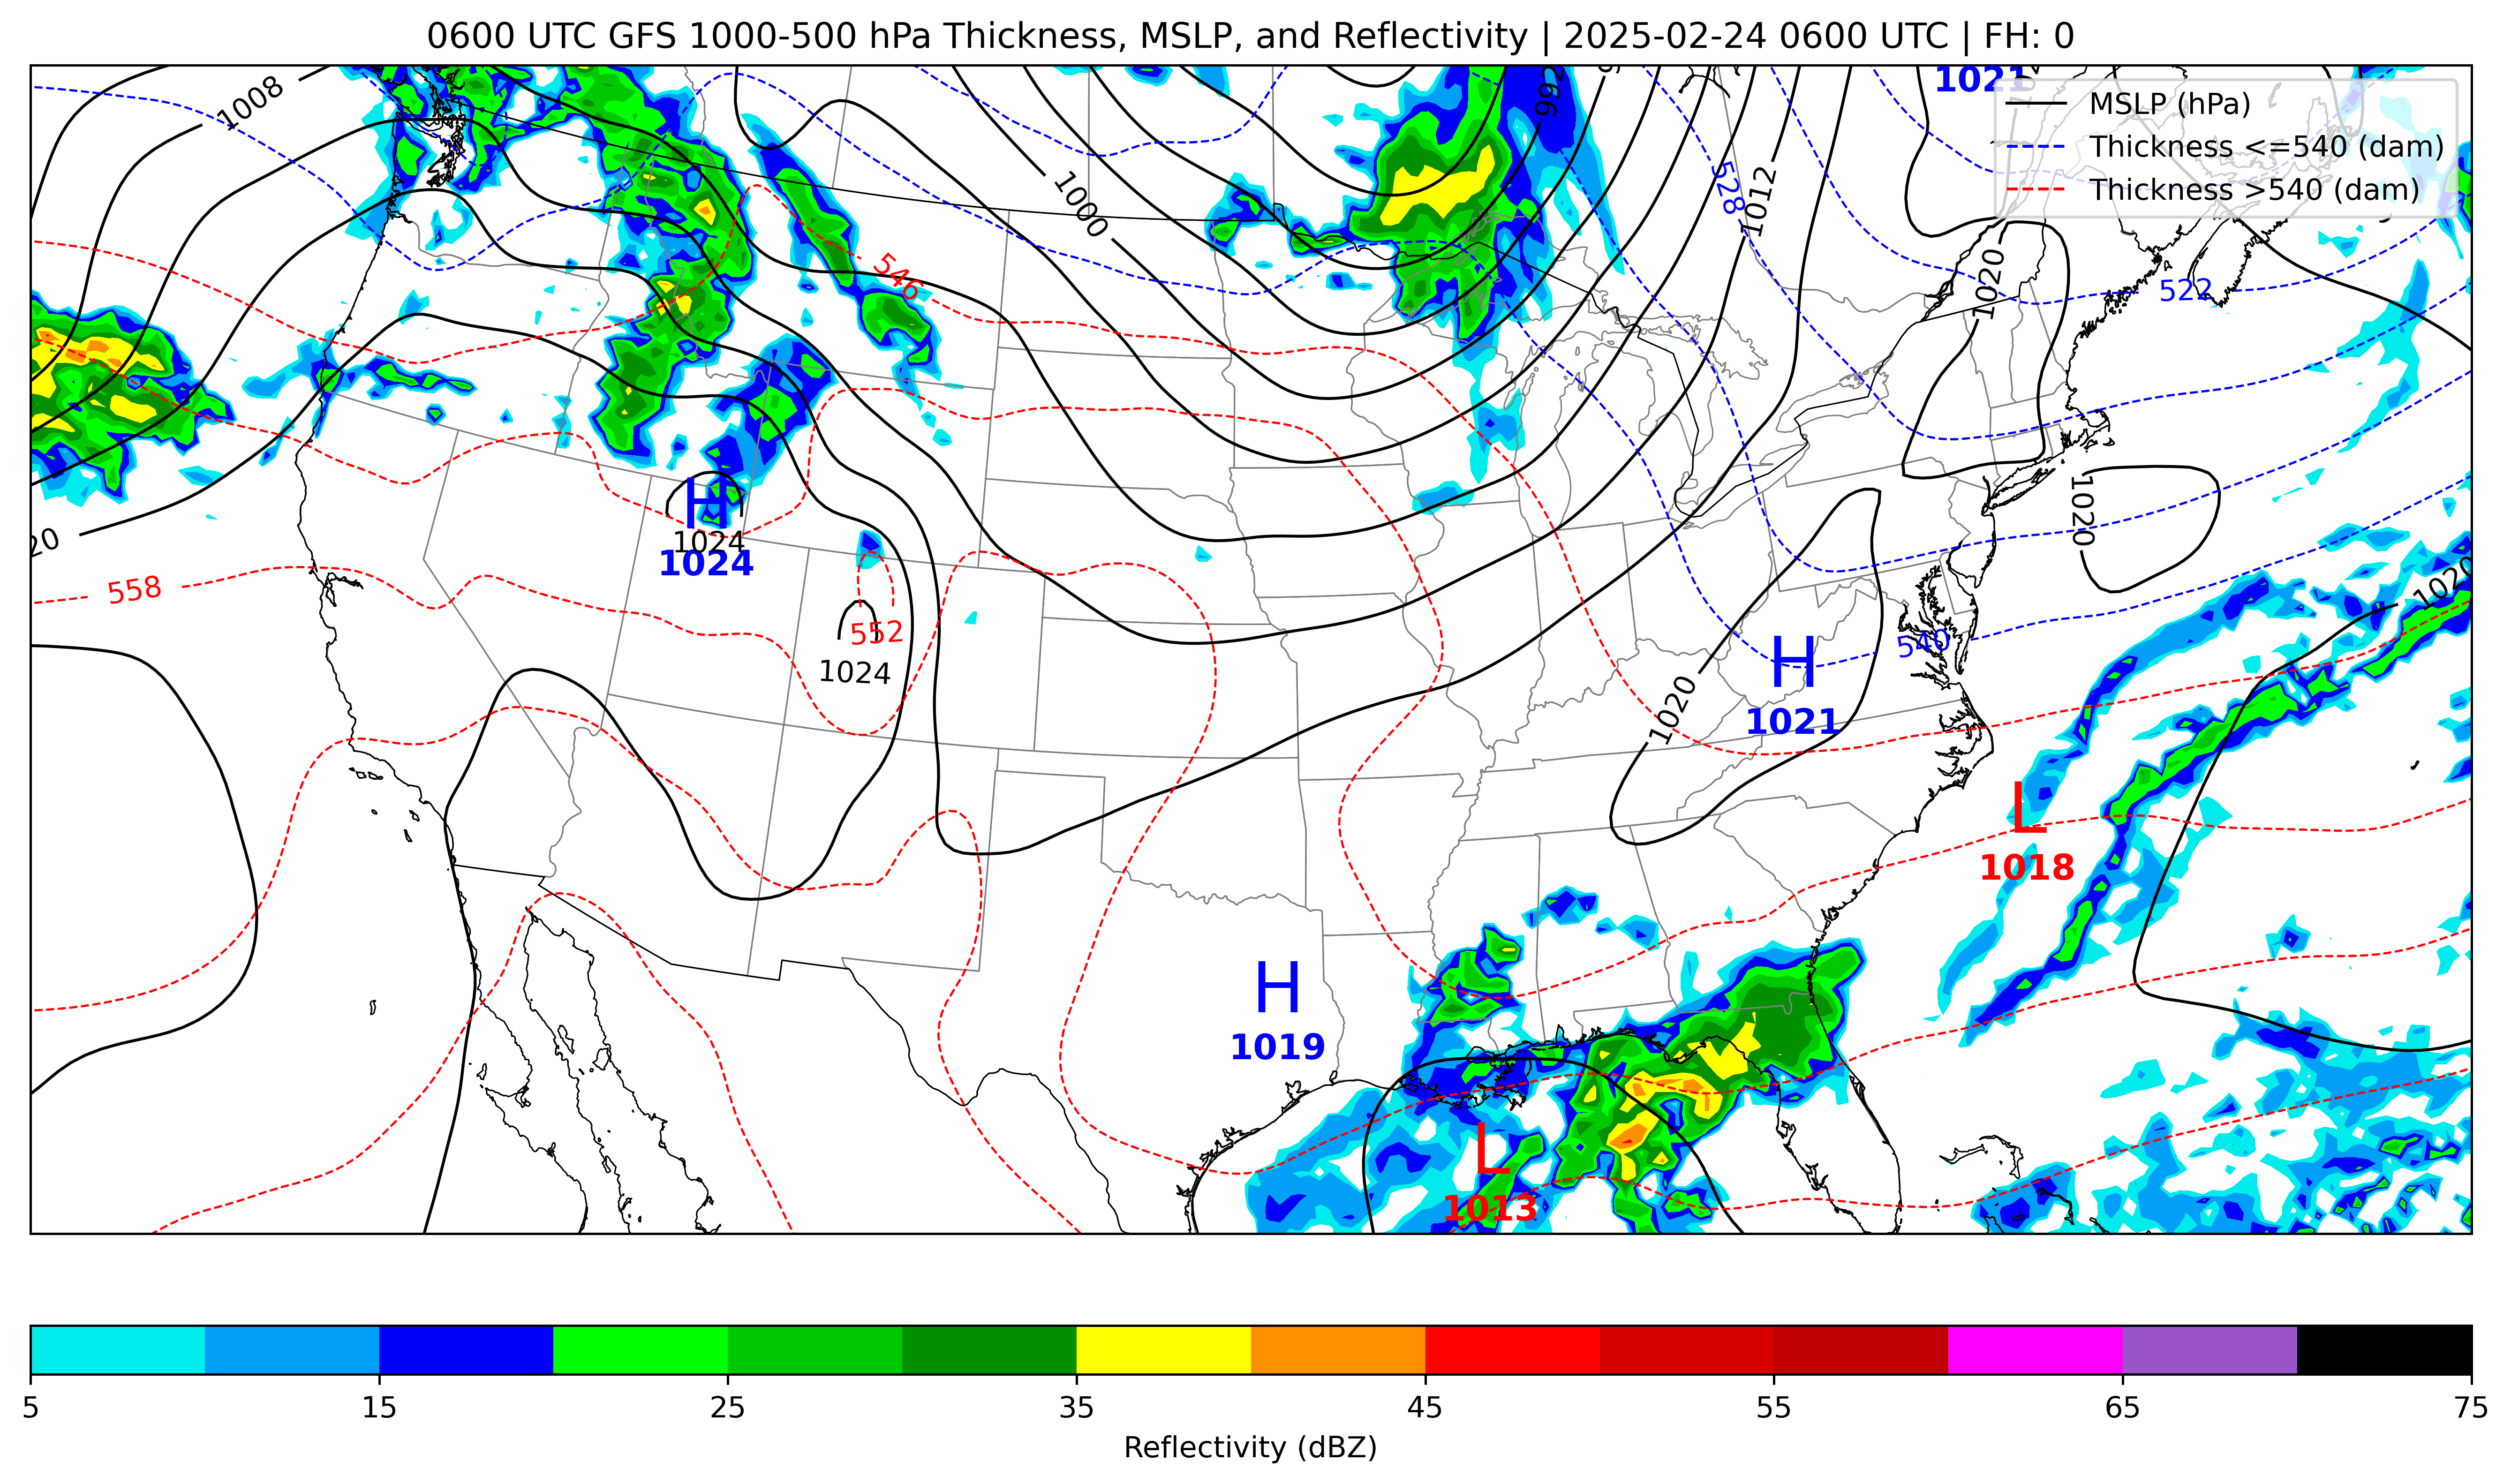 0600 UTC GFS 1000-500 hPa Thickness, MSLP, and Reflectivity | 2025-02-24 0600 UTC | FH: 0
1021
MSLP (hPa)
Thickness <=540 (dam)
Thickness >540 (dam)
1008
992
1000
1012
528
546
1020
522
1020
20
H
1024
1024
558
552
1024
1020
540
H
1021
1020
L
1018
H
1019
L
1013
5 15 25 35 45 55 65 75
Reflectivity (dBZ)